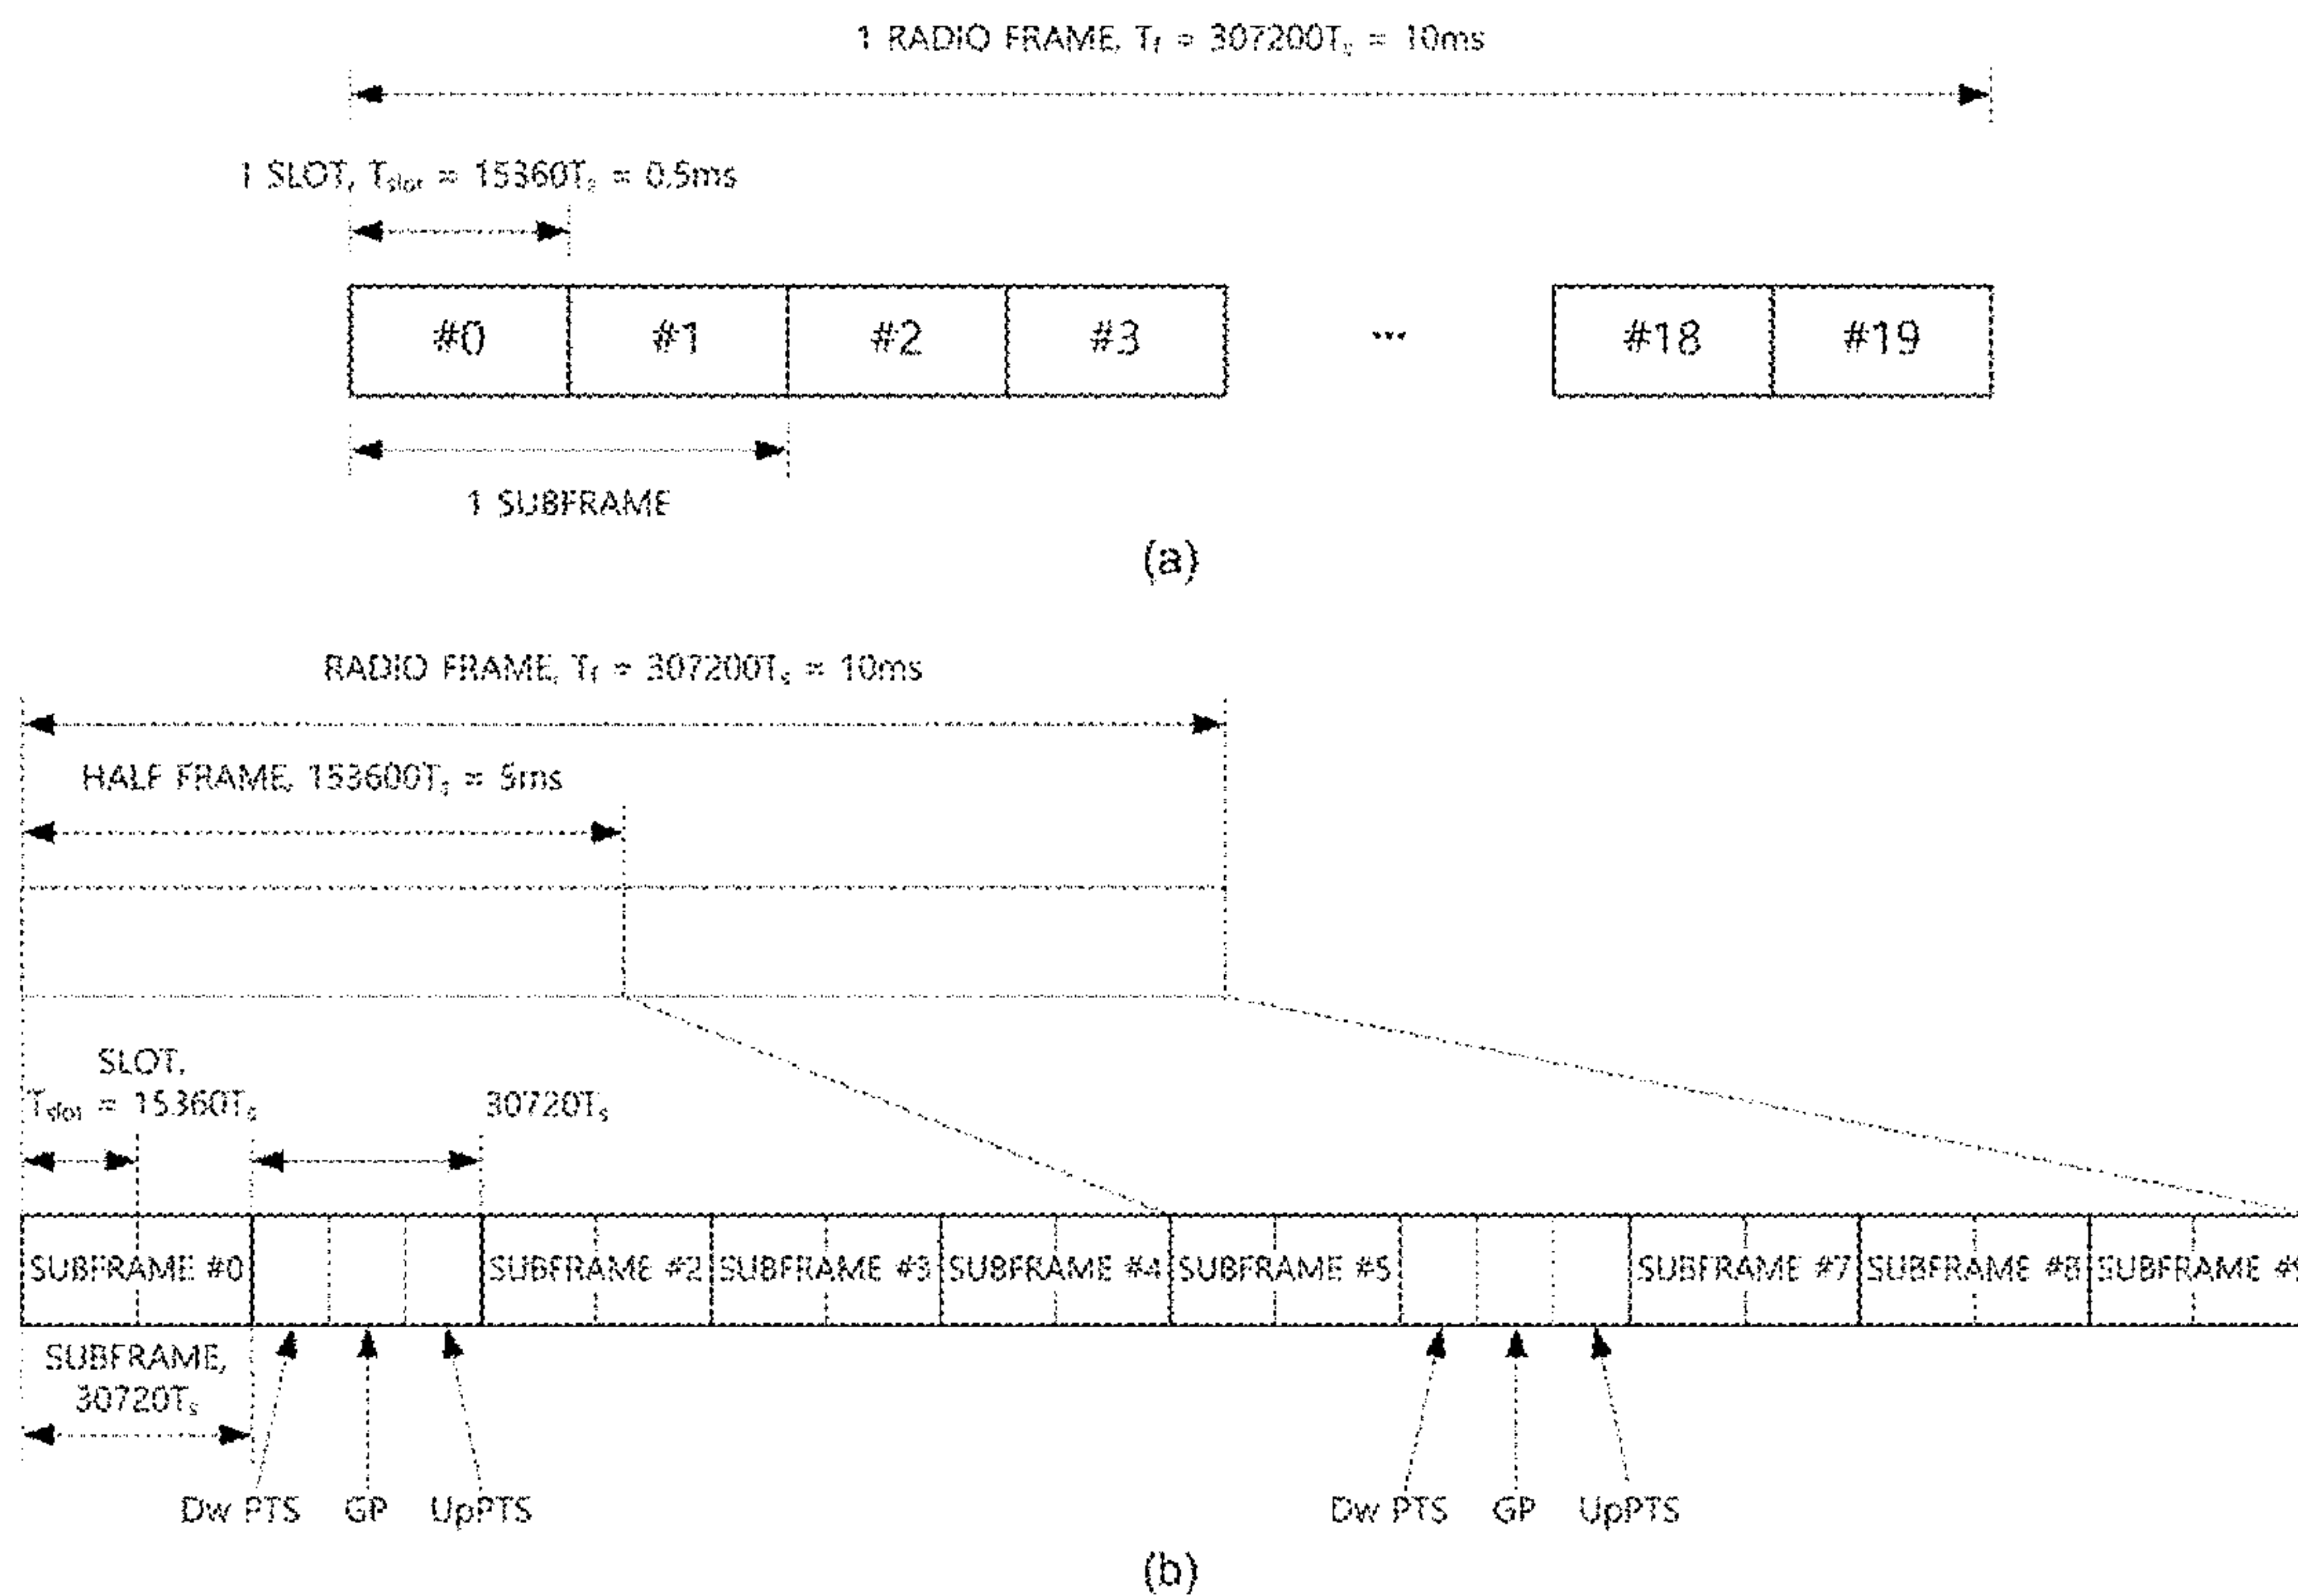 1 RADIO FRAME, Tf = 307200Ts = 10ms
1 SLOT, Tslot = 15360Ts = 0.5ms
#0 #1 #2 #3 ... #18 #19
1 SUBFRAME
(a)
RADIO FRAME, Tf = 307200Ts = 10ms
HALF FRAME, 153600Ts = 5ms
SLOT,
Tslot = 15360Ts
30720Ts
SUBFRAME #0 SUBFRAME #2 SUBFRAME #3 SUBFRAME #4 SUBFRAME #5 SUBFRAME #7 SUBFRAME #8 SUBFRAME #9
SUBFRAME,
30720Ts
Dw PTS GP UpPTS Dw PTS GP UpPTS
(b)